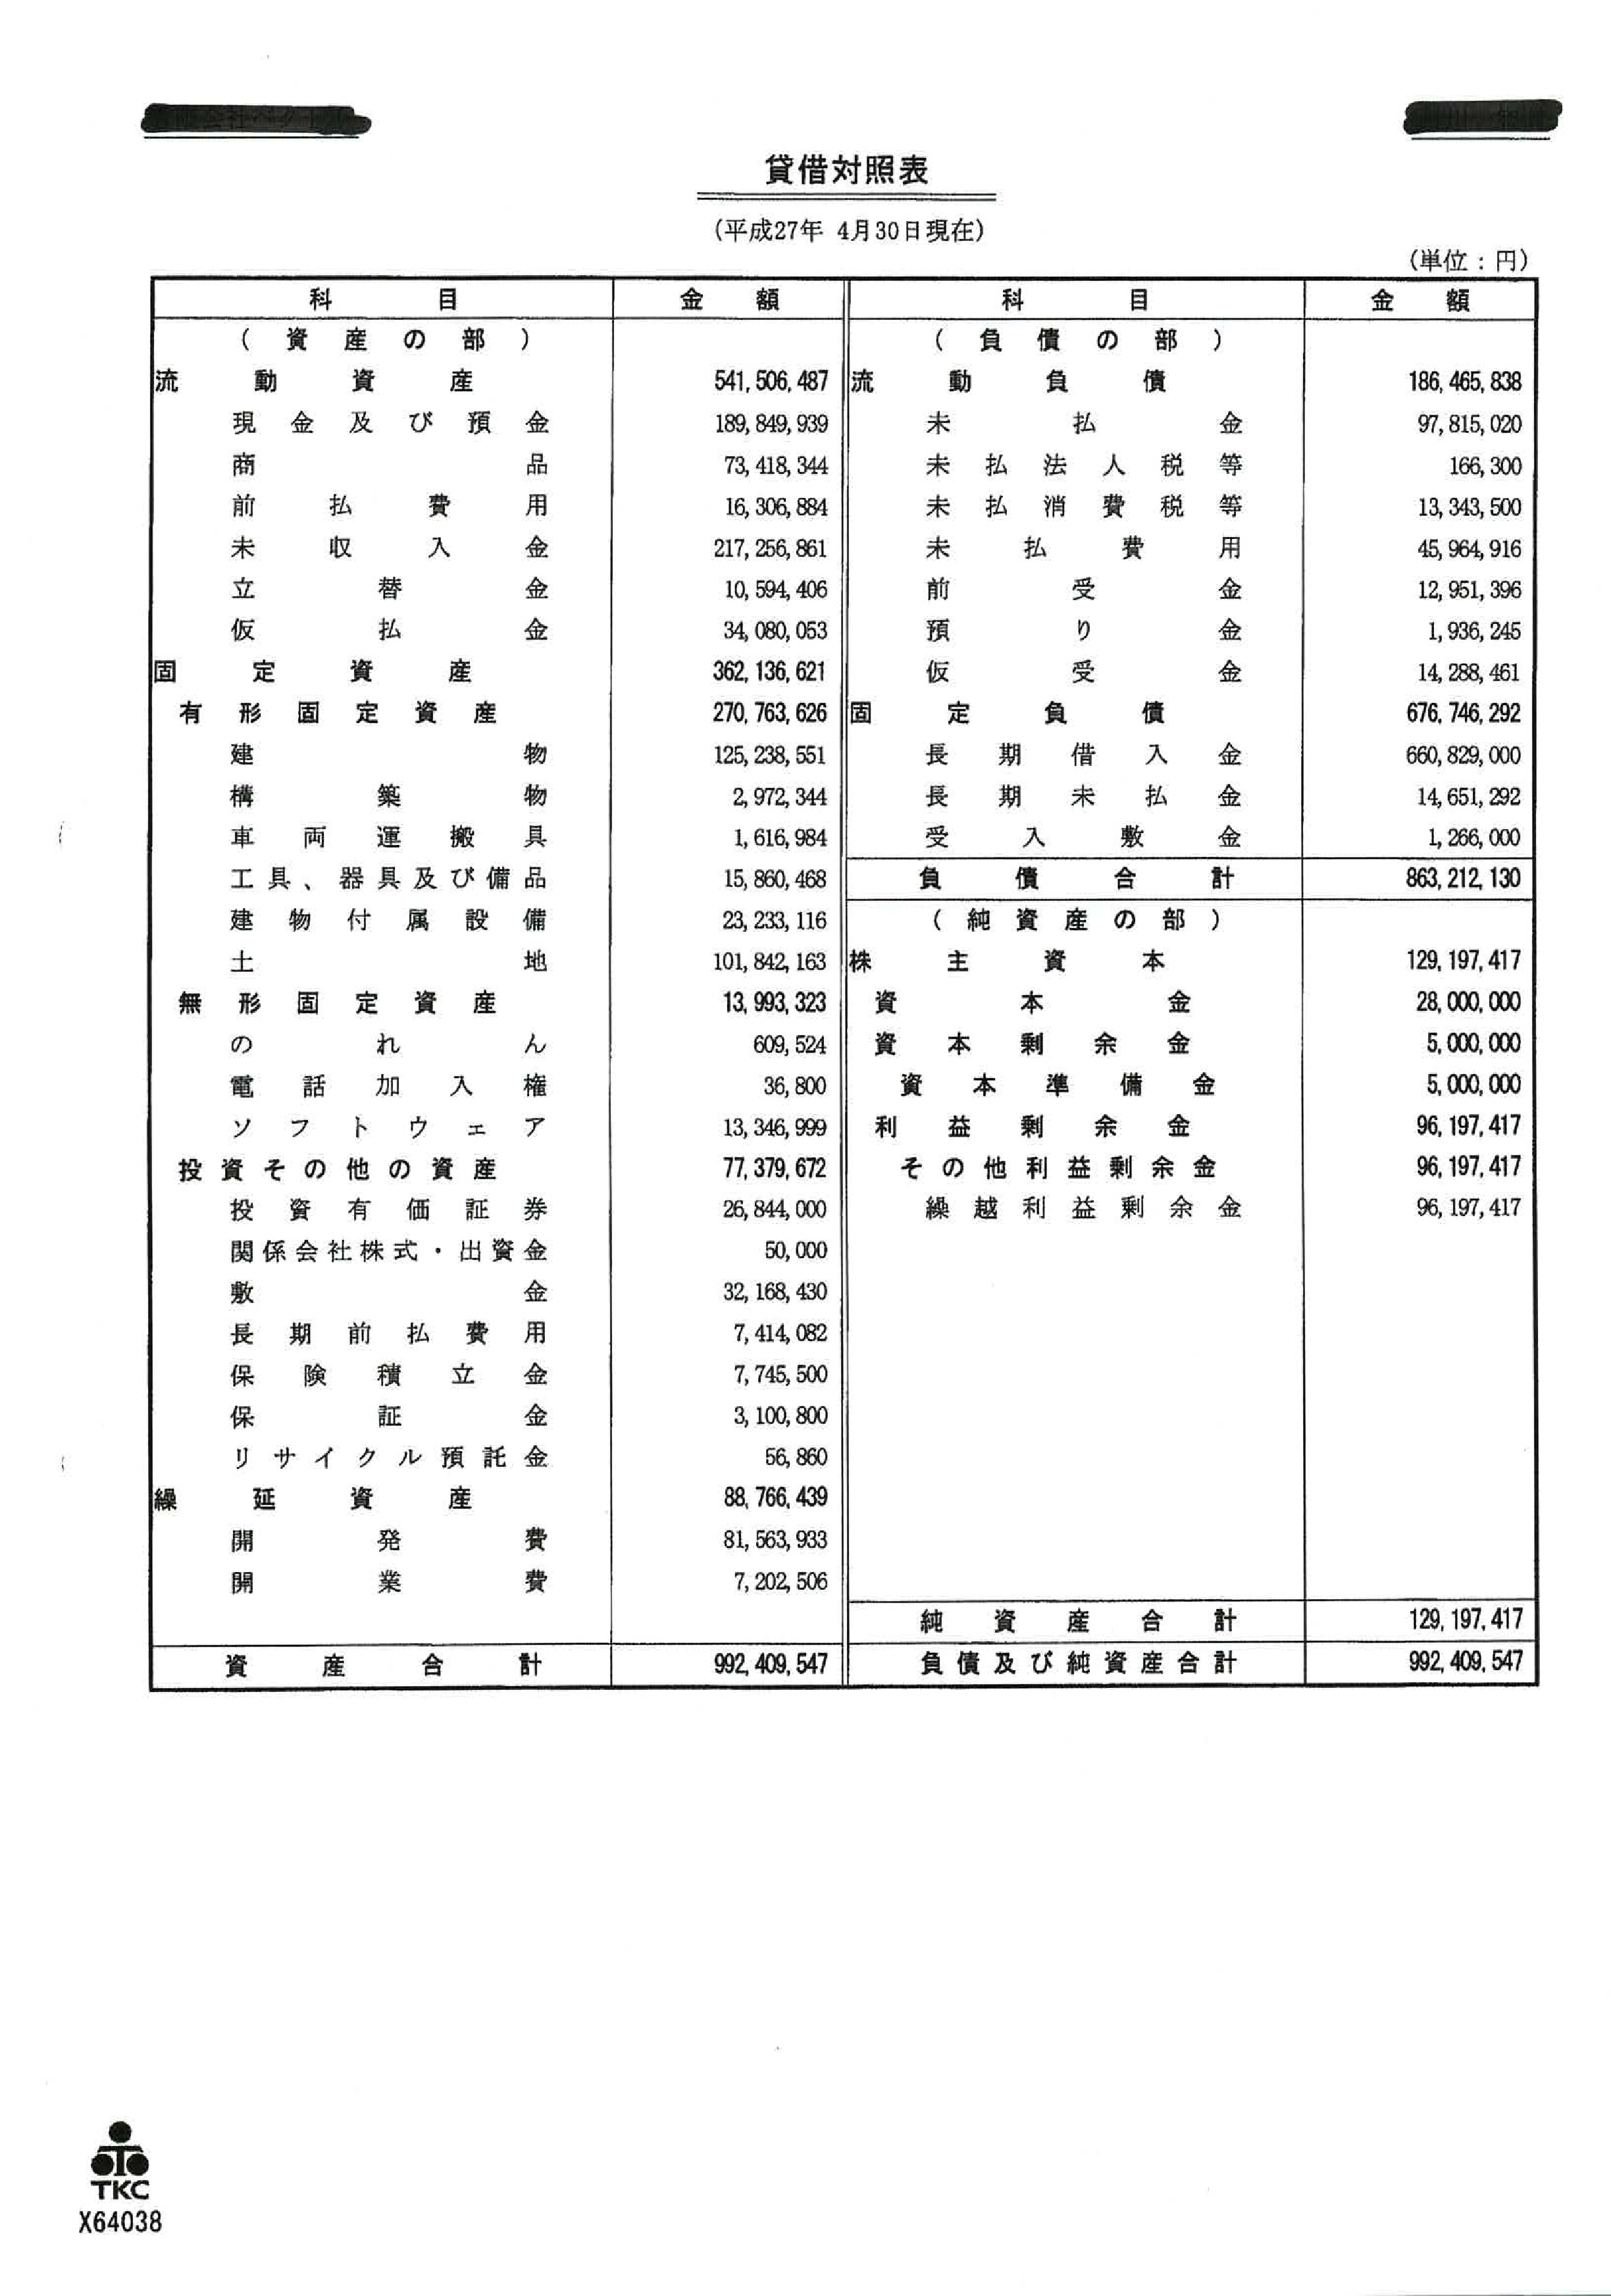 貸借対照表
(平成27年 4月30日現在)
(単位：円)
科目 金額
(資産の部)
流動資産 541,506,487
現金及び預金 189,849,939
商品 73,418,344
前払費用 16,306,884
未収入金 217,256,861
立替金 10,594,406
仮払金 34,080,053
固定資産 362,136,621
有形固定資産 270,763,626
建物 125,238,551
構築物 2,972,344
車両運搬具 1,616,984
工具、器具及び備品 15,860,468
建物付属設備 23,233,116
土地 101,842,163
無形固定資産 13,993,323
のれん 609,524
電話加入権 36,800
ソフトウェア 13,346,999
投資その他の資産 77,379,672
投資有価証券 26,844,000
関係会社株式・出資金 50,000
敷金 32,168,430
長期前払費用 7,414,082
保険積立金 7,745,500
保証金 3,100,800
リサイクル預託金 56,860
繰延資産 88,766,439
開発費 81,563,933
開業費 7,202,506
資産合計 992,409,547
科目 金額
(負債の部)
流動負債 186,465,838
未払金 97,815,020
未払法人税等 166,300
未払消費税等 13,343,500
未払費用 45,964,916
前受金 12,951,396
預り金 1,936,245
仮受金 14,288,461
固定負債 676,746,292
長期借入金 660,829,000
長期未払金 14,651,292
受入敷金 1,266,000
負債合計 863,212,130
(純資産の部)
株主資本 129,197,417
資本金 28,000,000
資本剰余金 5,000,000
資本準備金 5,000,000
利益剰余金 96,197,417
その他利益剰余金 96,197,417
繰越利益剰余金 96,197,417
純資産合計 129,197,417
負債及び純資産合計 992,409,547
TKC
X64038